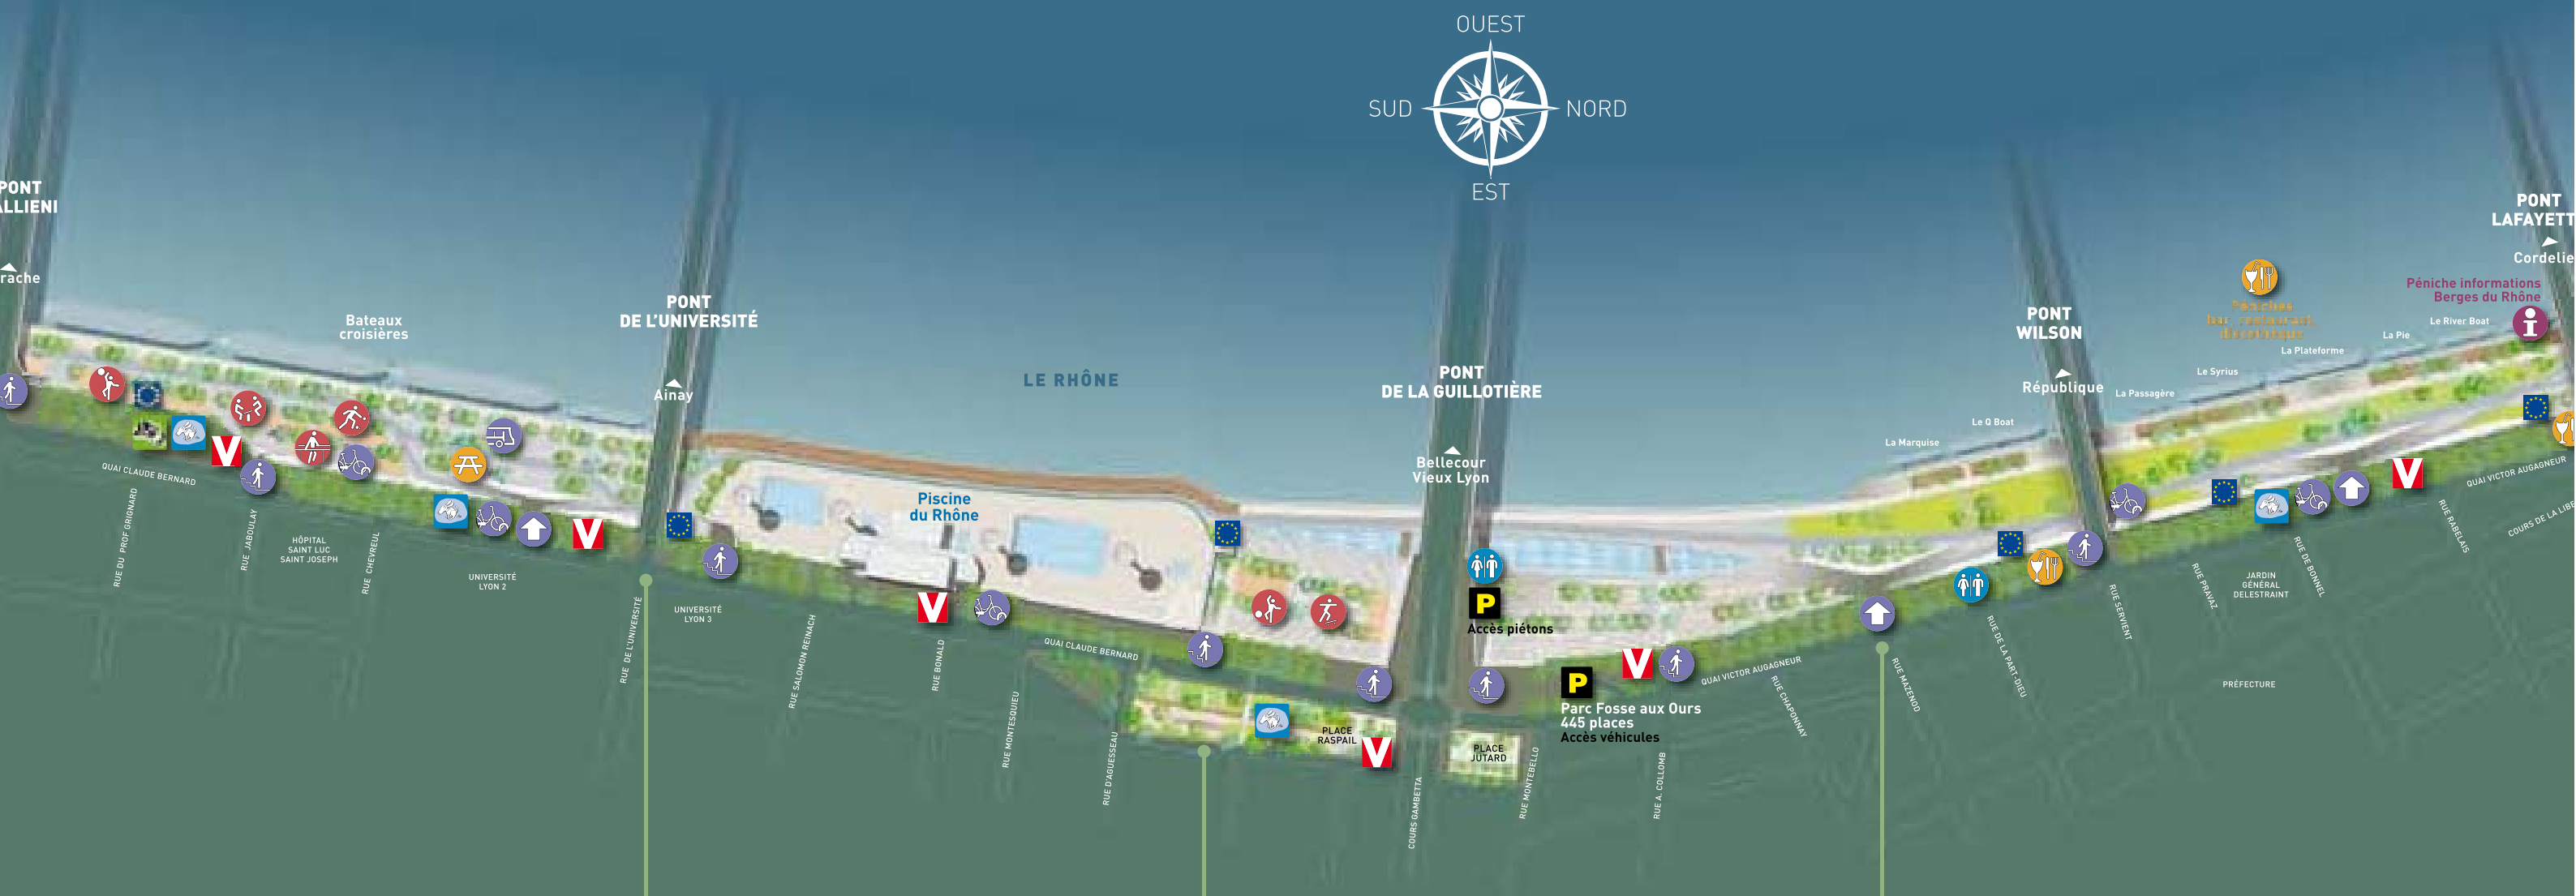 OUEST
SUD
NORD
EST
PONT
LLIENI
rache
Bateaux
croisières
PONT
DE L'UNIVERSITÉ
Ainay
LE RHÔNE
Piscine
du Rhône
PONT
DE LA GUILLOTIÈRE
Bellecour
Vieux Lyon
PONT
WILSON
République
PONT
LAFAYETT
Cordelie
Péniche informations
Berges du Rhône
Péniches
bar restaurant
discothèque
La Marquise
Le Q Boat
La Passagère
Le Syrius
La Plateforme
La Pie
Le River Boat
QUAI CLAUDE BERNARD
RUE DU PROF GRIGNARD
RUE JABOULAY
HÔPITAL
SAINT LUC
SAINT JOSEPH
RUE CHEVREUL
UNIVERSITÉ
LYON 2
RUE DE L'UNIVERSITÉ
UNIVERSITÉ
LYON 3
RUE SALOMON REINACH
RUE BONALD
RUE MONTESQUIEU
QUAI CLAUDE BERNARD
RUE D'AGUESSEAU
PLACE
RASPAIL
COURS GAMBETTA
PLACE
JUTARD
RUE MONTEBELLO
P
Accès piétons
P
Parc Fosse aux Ours
445 places
Accès véhicules
RUE A. COLLOMB
QUAI VICTOR AUGAGNEUR
RUE CHAPONNAY
RUE MAZENOD
RUE DE LA PART-DIEU
RUE SERVIENT
RUE PRAVAZ
JARDIN
GÉNÉRAL
DELESTRAINT
RUE DE BONNEL
PRÉFECTURE
RUE RABELAIS
QUAI VICTOR AUGAGNEUR
COURS DE LA LIBE
V
V
V
V
V
V
V